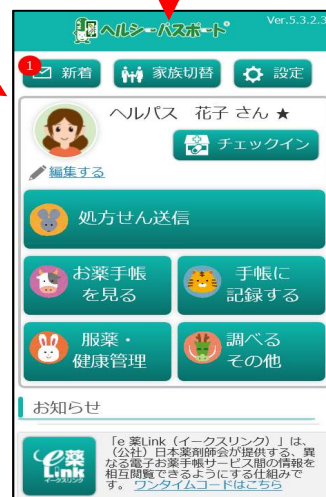 ヘルシーパスポート®
Ver.5.3.2.3
1
新着
家族切替
設定
ヘルパス 花子 さん ★
チェックイン
編集する
処方せん送信
お薬手帳
を見る
手帳に
記録する
服薬・
健康管理
調べる
その他
お知らせ
e薬
Link
イークスリンク
「e 薬Link（イークスリンク）」は、
（公社）日本薬剤師会が提供する、異
なる電子お薬手帳サービス間の情報を
相互閲覧できるようにする仕組みで
す。 ワンタイムコードはこちら